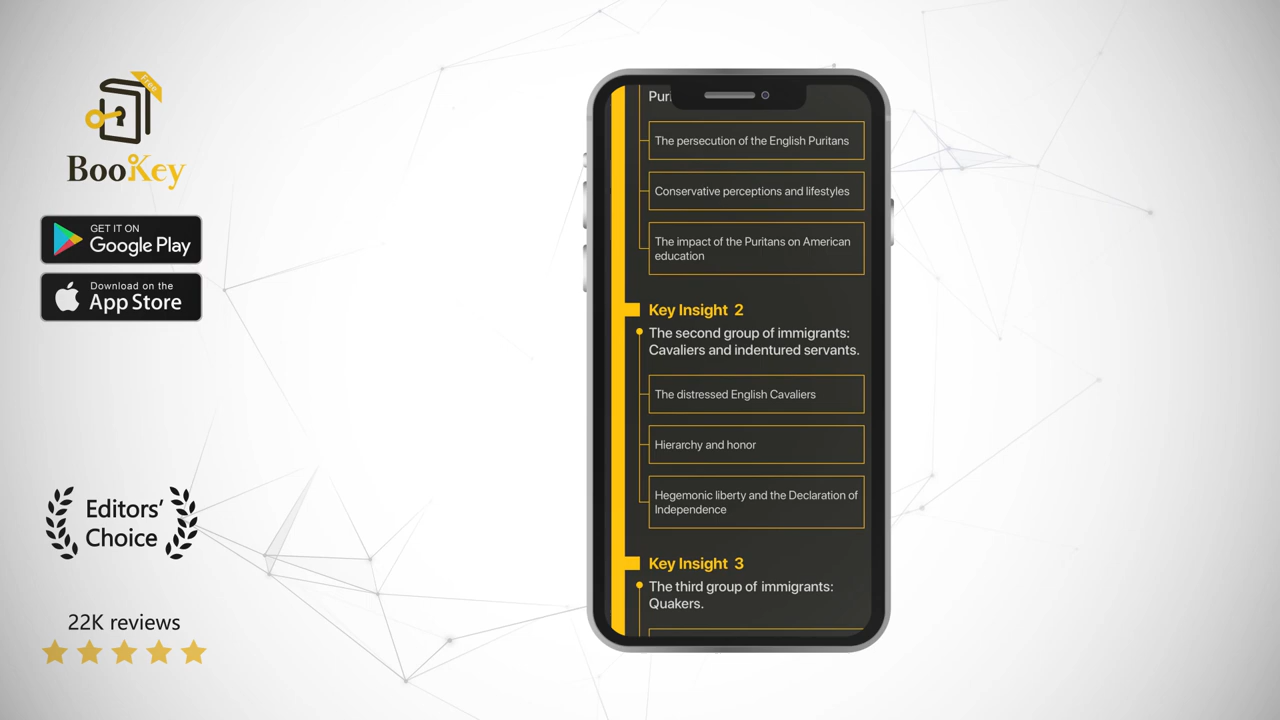 Free
BooKey
GET IT ON
Google Play
Download on the
App Store
Editors’
Choice
22K reviews
The persecution of the English Puritans
Conservative perceptions and lifestyles
The impact of the Puritans on American
education
Key Insight 2
The second group of immigrants:
Cavaliers and indentured servants.
The distressed English Cavaliers
Hierarchy and honor
Hegemonic liberty and the Declaration of
Independence
Key Insight 3
The third group of immigrants:
Quakers.